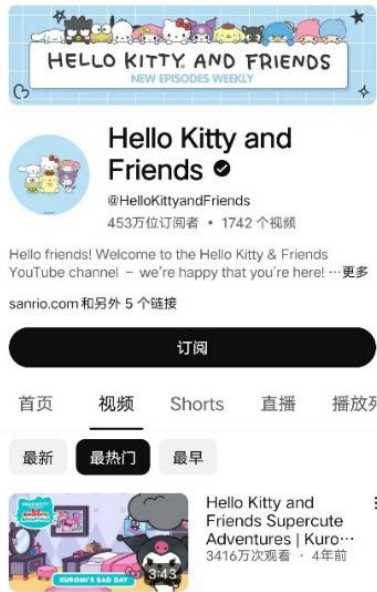 HELLO KITTY AND FRIENDS
NEW EPISODES WEEKLY
Hello Kitty and
Friends
@HelloKittyandFriends
453万位订阅者 • 1742 个视频
Hello friends! Welcome to the Hello Kitty & Friends
YouTube channel – we're happy that you're here! ...更多
sanrio.com 和另外 5 个链接
订阅
首页 视频 Shorts 直播 播放列
最新 最热门 最早
Hello Kitty and
Friends Supercute
Adventures | Kuro...
3416万次观看 · 4年前
KUROMI'S BAD DAY
3:43